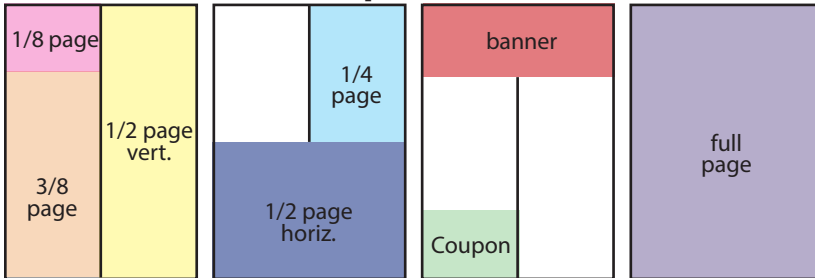 1/8 page
3/8
page
1/2 page
vert.
1/4
page
1/2 page
horiz.
banner
Coupon
full
page